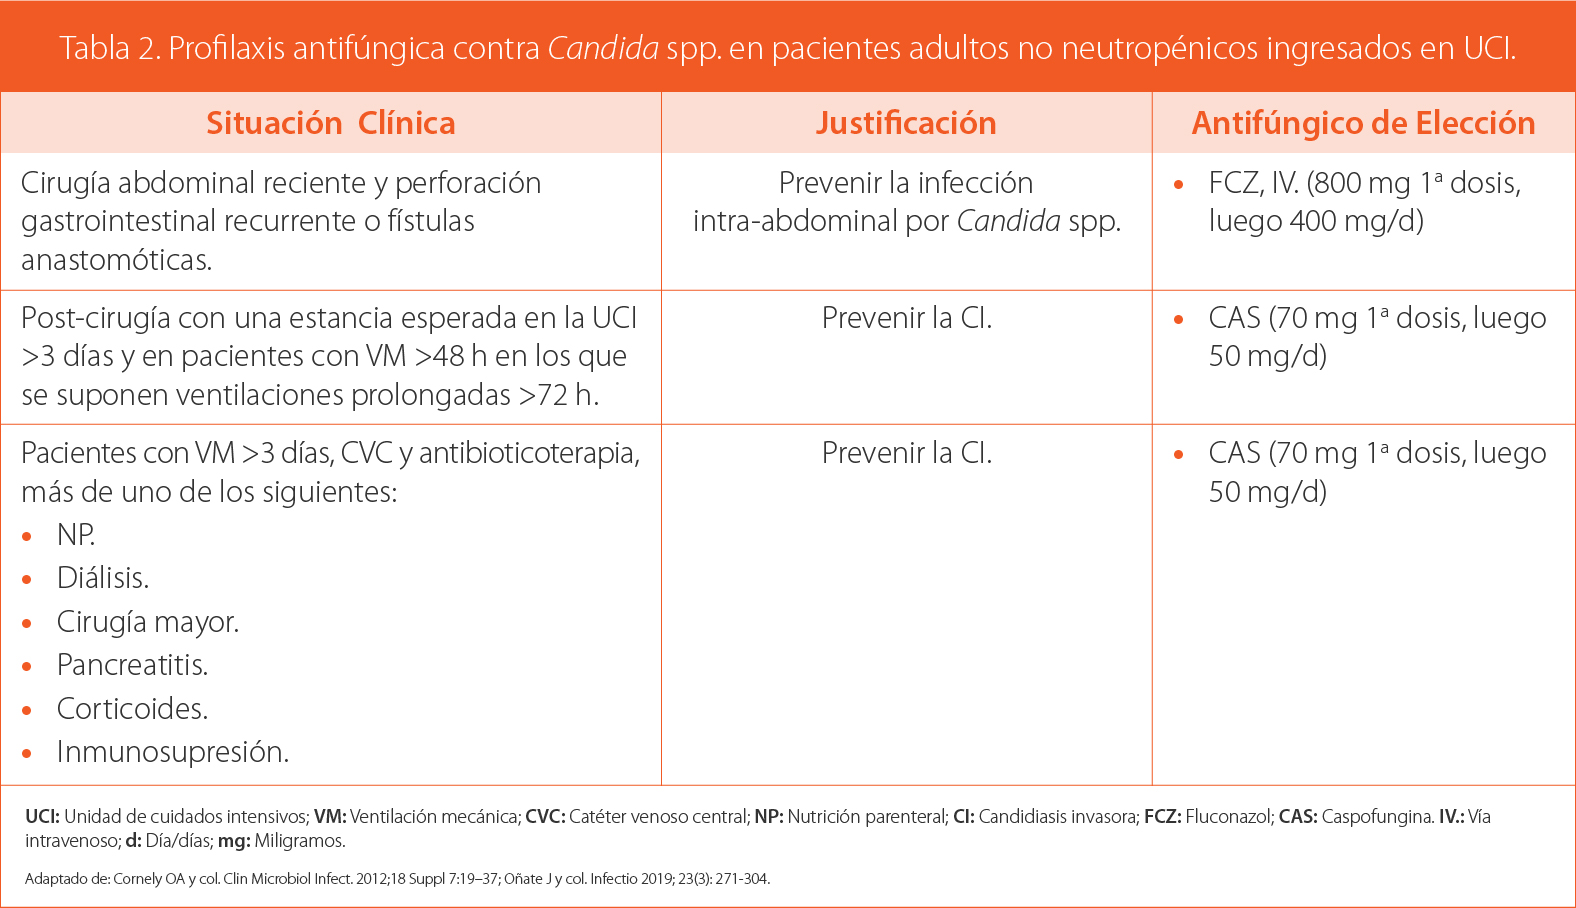 Tabla 2. Profilaxis antifúngica contra Candida spp. en pacientes adultos no neutropénicos ingresados en UCI.
Situación Clínica
Justificación
Antifúngico de Elección
Cirugía abdominal reciente y perforación
gastrointestinal recurrente o fístulas
anastomóticas.
Prevenir la infección
intra-abdominal por Candida spp.
• FCZ, IV. (800 mg 1ª dosis,
luego 400 mg/d)
Post-cirugía con una estancia esperada en la UCI
>3 días y en pacientes con VM >48 h en los que
se suponen ventilaciones prolongadas >72 h.
Prevenir la CI.
• CAS (70 mg 1ª dosis, luego
50 mg/d)
Pacientes con VM >3 días, CVC y antibioticoterapia,
más de uno de los siguientes:
• NP.
• Diálisis.
• Cirugía mayor.
• Pancreatitis.
• Corticoides.
• Inmunosupresión.
Prevenir la CI.
• CAS (70 mg 1ª dosis, luego
50 mg/d)
UCI: Unidad de cuidados intensivos; VM: Ventilación mecánica; CVC: Catéter venoso central; NP: Nutrición parenteral; CI: Candidiasis invasora; FCZ: Fluconazol; CAS: Caspofungina. IV.: Vía
intravenoso; d: Día/días; mg: Miligramos.
Adaptado de: Cornely OA y col. Clin Microbiol Infect. 2012;18 Suppl 7:19–37; Oñate J y col. Infectio 2019; 23(3): 271-304.